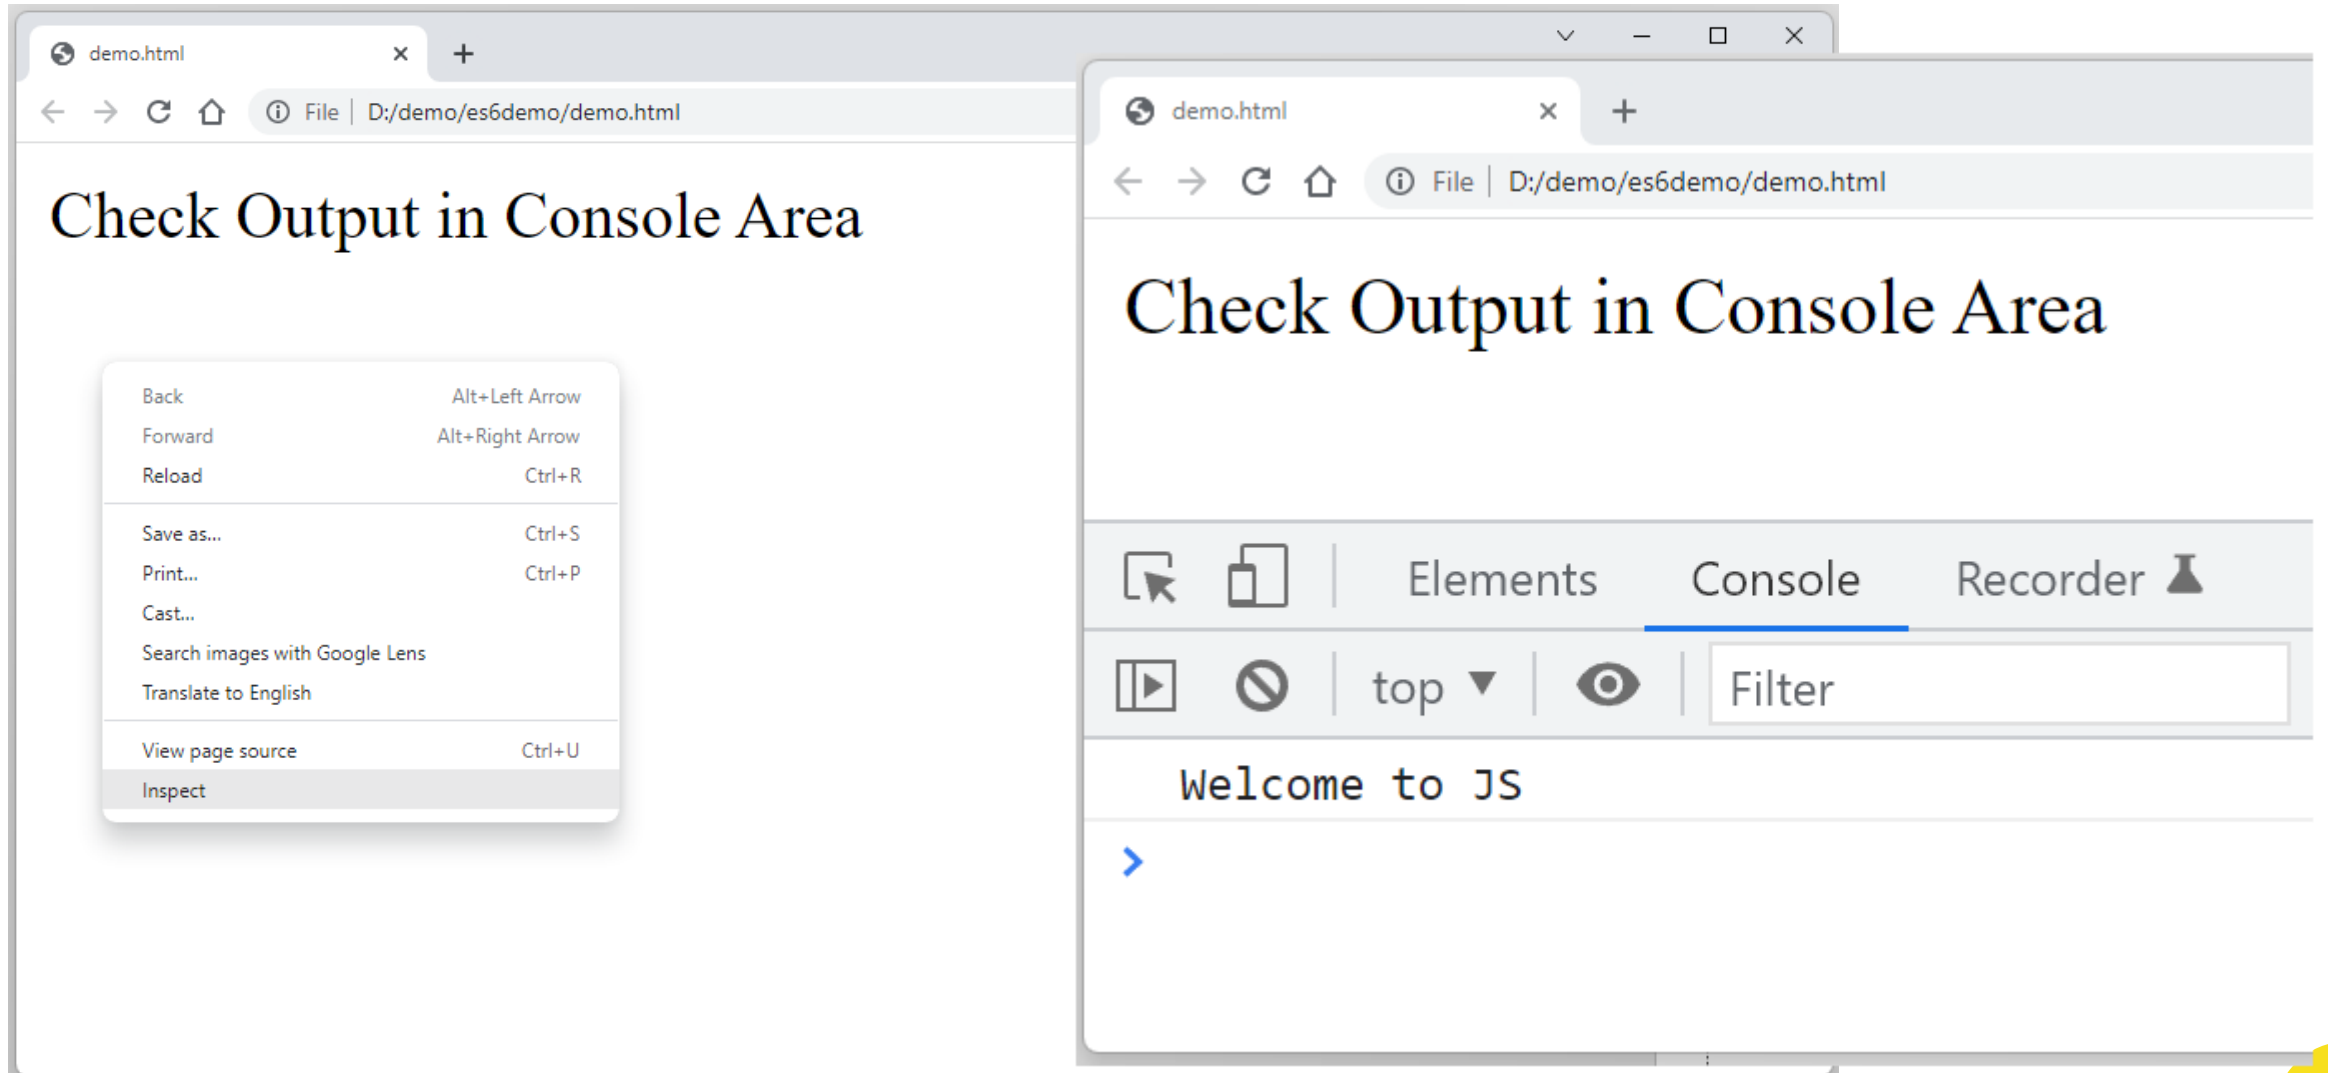 demo.html
File D:/demo/es6demo/demo.html
Check Output in Console Area
Back Alt+Left Arrow
Forward Alt+Right Arrow
Reload Ctrl+R
Save as... Ctrl+S
Print... Ctrl+P
Cast...
Search images with Google Lens
Translate to English
View page source Ctrl+U
Inspect
demo.html
File D:/demo/es6demo/demo.html
Check Output in Console Area
Elements Console Recorder
top Filter
Welcome to JS